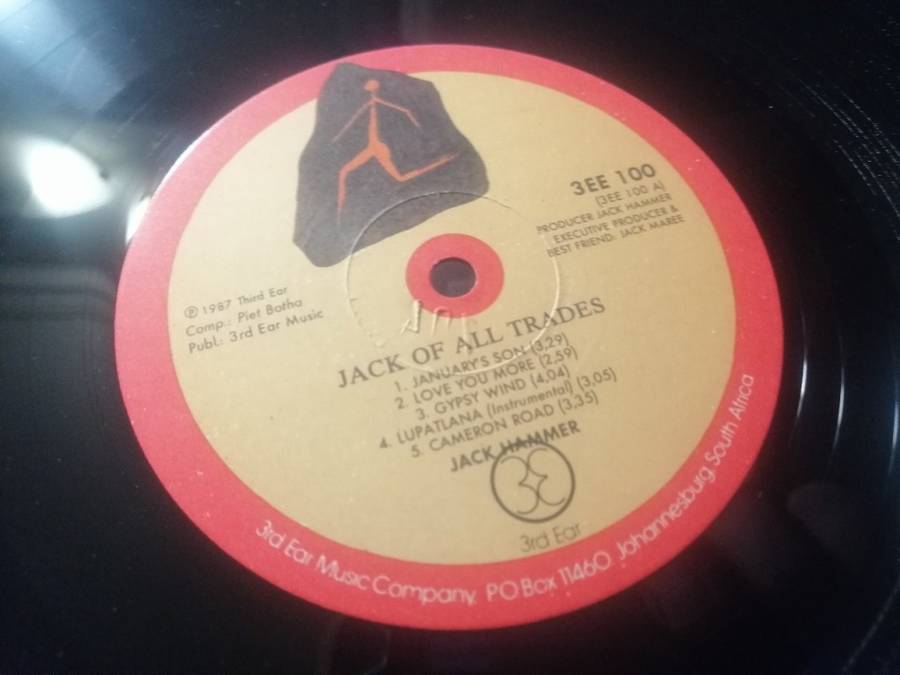 3EE 100
(3EE 100 A)
PRODUCER JACK HAMMER
EXECUTIVE PRODUCER &
BEST FRIEND: JACK MAREE
℗ 1987 Third Ear
Comp.: Piet Botha
Publ.: 3rd Ear Music
JACK OF ALL TRADES
1. JANUARY'S SON (3,29)
2. LOVE YOU MORE (2,59)
3. GYPSY WIND (4,04)
4. LUPATLANA (Instrumental) (3,05)
5. CAMERON ROAD (3,35)
JACK HAMMER
3E
3rd Ear
3rd Ear Music Company, PO Box 11460 Johannesburg South Africa